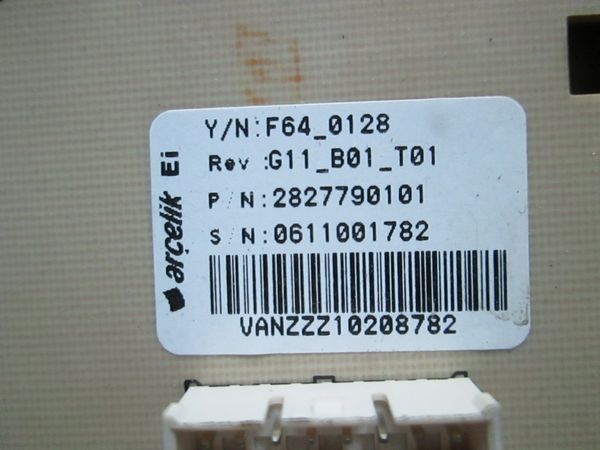 Y/N:F64_0128
Rev :G11_B01_T01
P/N:2827790101
S/N:0611001782
VANZZZ10208782
arçelik Ei